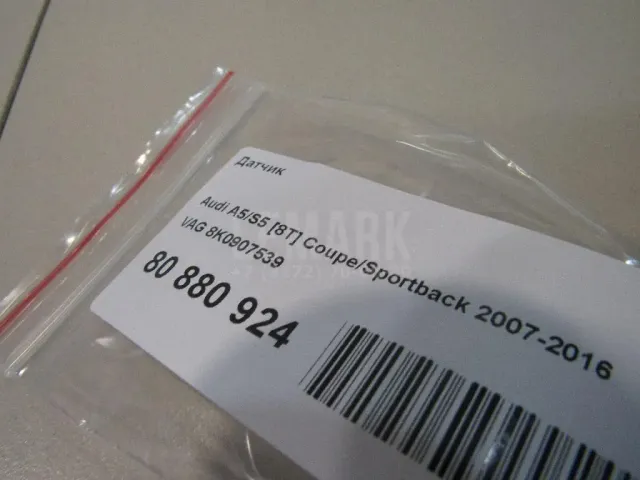 Датчик
Audi A5/S5 [8T] Coupe/Sportback 2007-2016
VAG 8K0907539
80 880 924